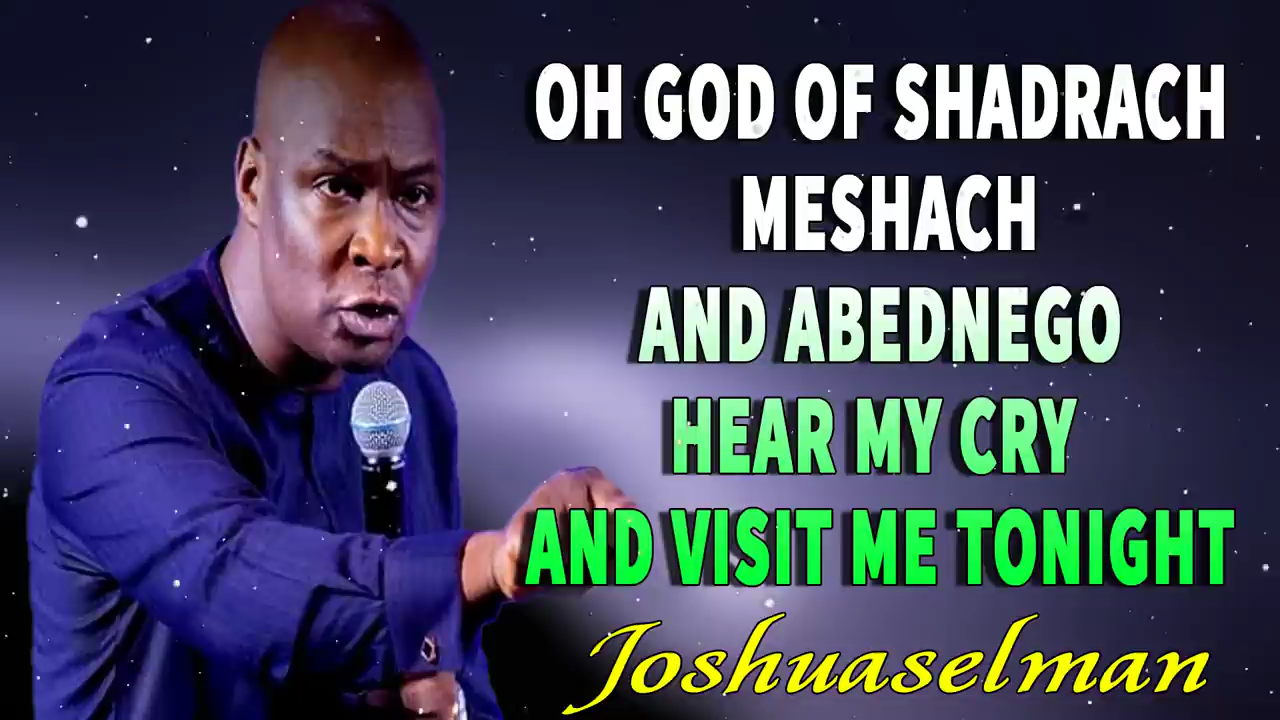 OH GOD OF SHADRACH
MESHACH
AND ABEDNEGO
HEAR MY CRY
AND VISIT ME TONIGHT
Joshuaselman